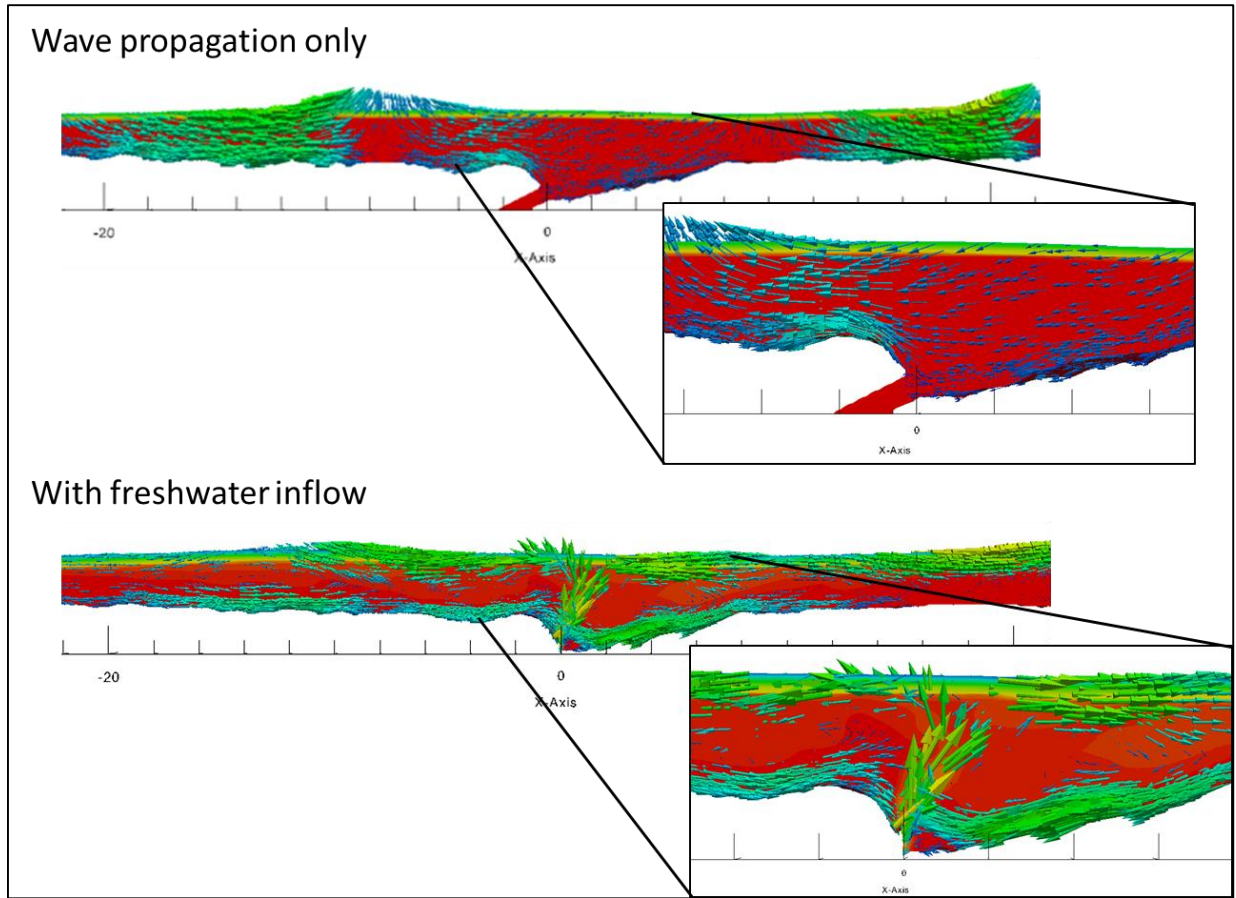 Wave propagation only
-20
0
X-Axis
0
X-Axis
With freshwater inflow
-20
0
X-Axis
0
X-Axis